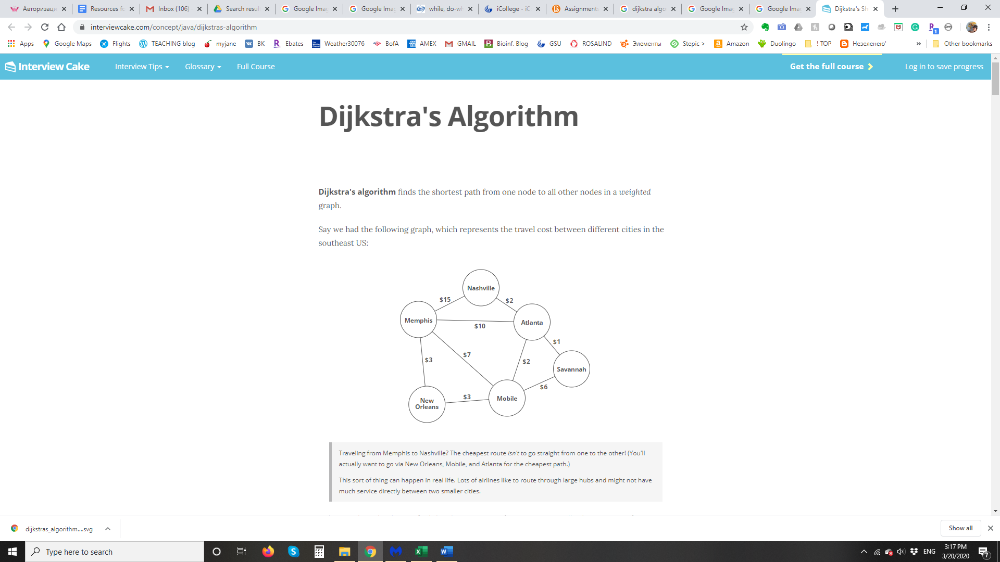 Авторизаци
Resources fo
Inbox (106)
Search resul
Google Ima
Google Ima
while, do-wh
iCollege - iC
Assignments
dijkstra algo
Google Ima
Google Ima
Dijkstra's Sh
interviewcake.com/concept/java/dijkstras-algorithm
Apps
Google Maps
Flights
TEACHING blog
myjane
BK
Ebates
Weather30076
BofA
AMEX
GMAIL
Bioinf. Blog
GSU
ROSALIND
Элементы
Stepic >
Amazon
Duolingo
! TOP
Незеленею'
»
Other bookmarks
Interview Cake
Interview Tips
Glossary
Full Course
Get the full course
Log in to save progress
Dijkstra's Algorithm
Dijkstra's algorithm finds the shortest path from one node to all other nodes in a weighted
graph.
Say we had the following graph, which represents the travel cost between different cities in the
southeast US:
Nashville
$15
$2
Memphis
Atlanta
$10
$1
$7
$3
$2
Savannah
$6
$3
New
Orleans
Mobile
Traveling from Memphis to Nashville? The cheapest route isn't to go straight from one to the other! (You'll
actually want to go via New Orleans, Mobile, and Atlanta for the cheapest path.)
This sort of thing can happen in real life. Lots of airlines like to route through large hubs and might not have
much service directly between two smaller cities.
dijkstras_algorithm....svg
Show all
Type here to search
ENG
3:17 PM
3/20/2020
7